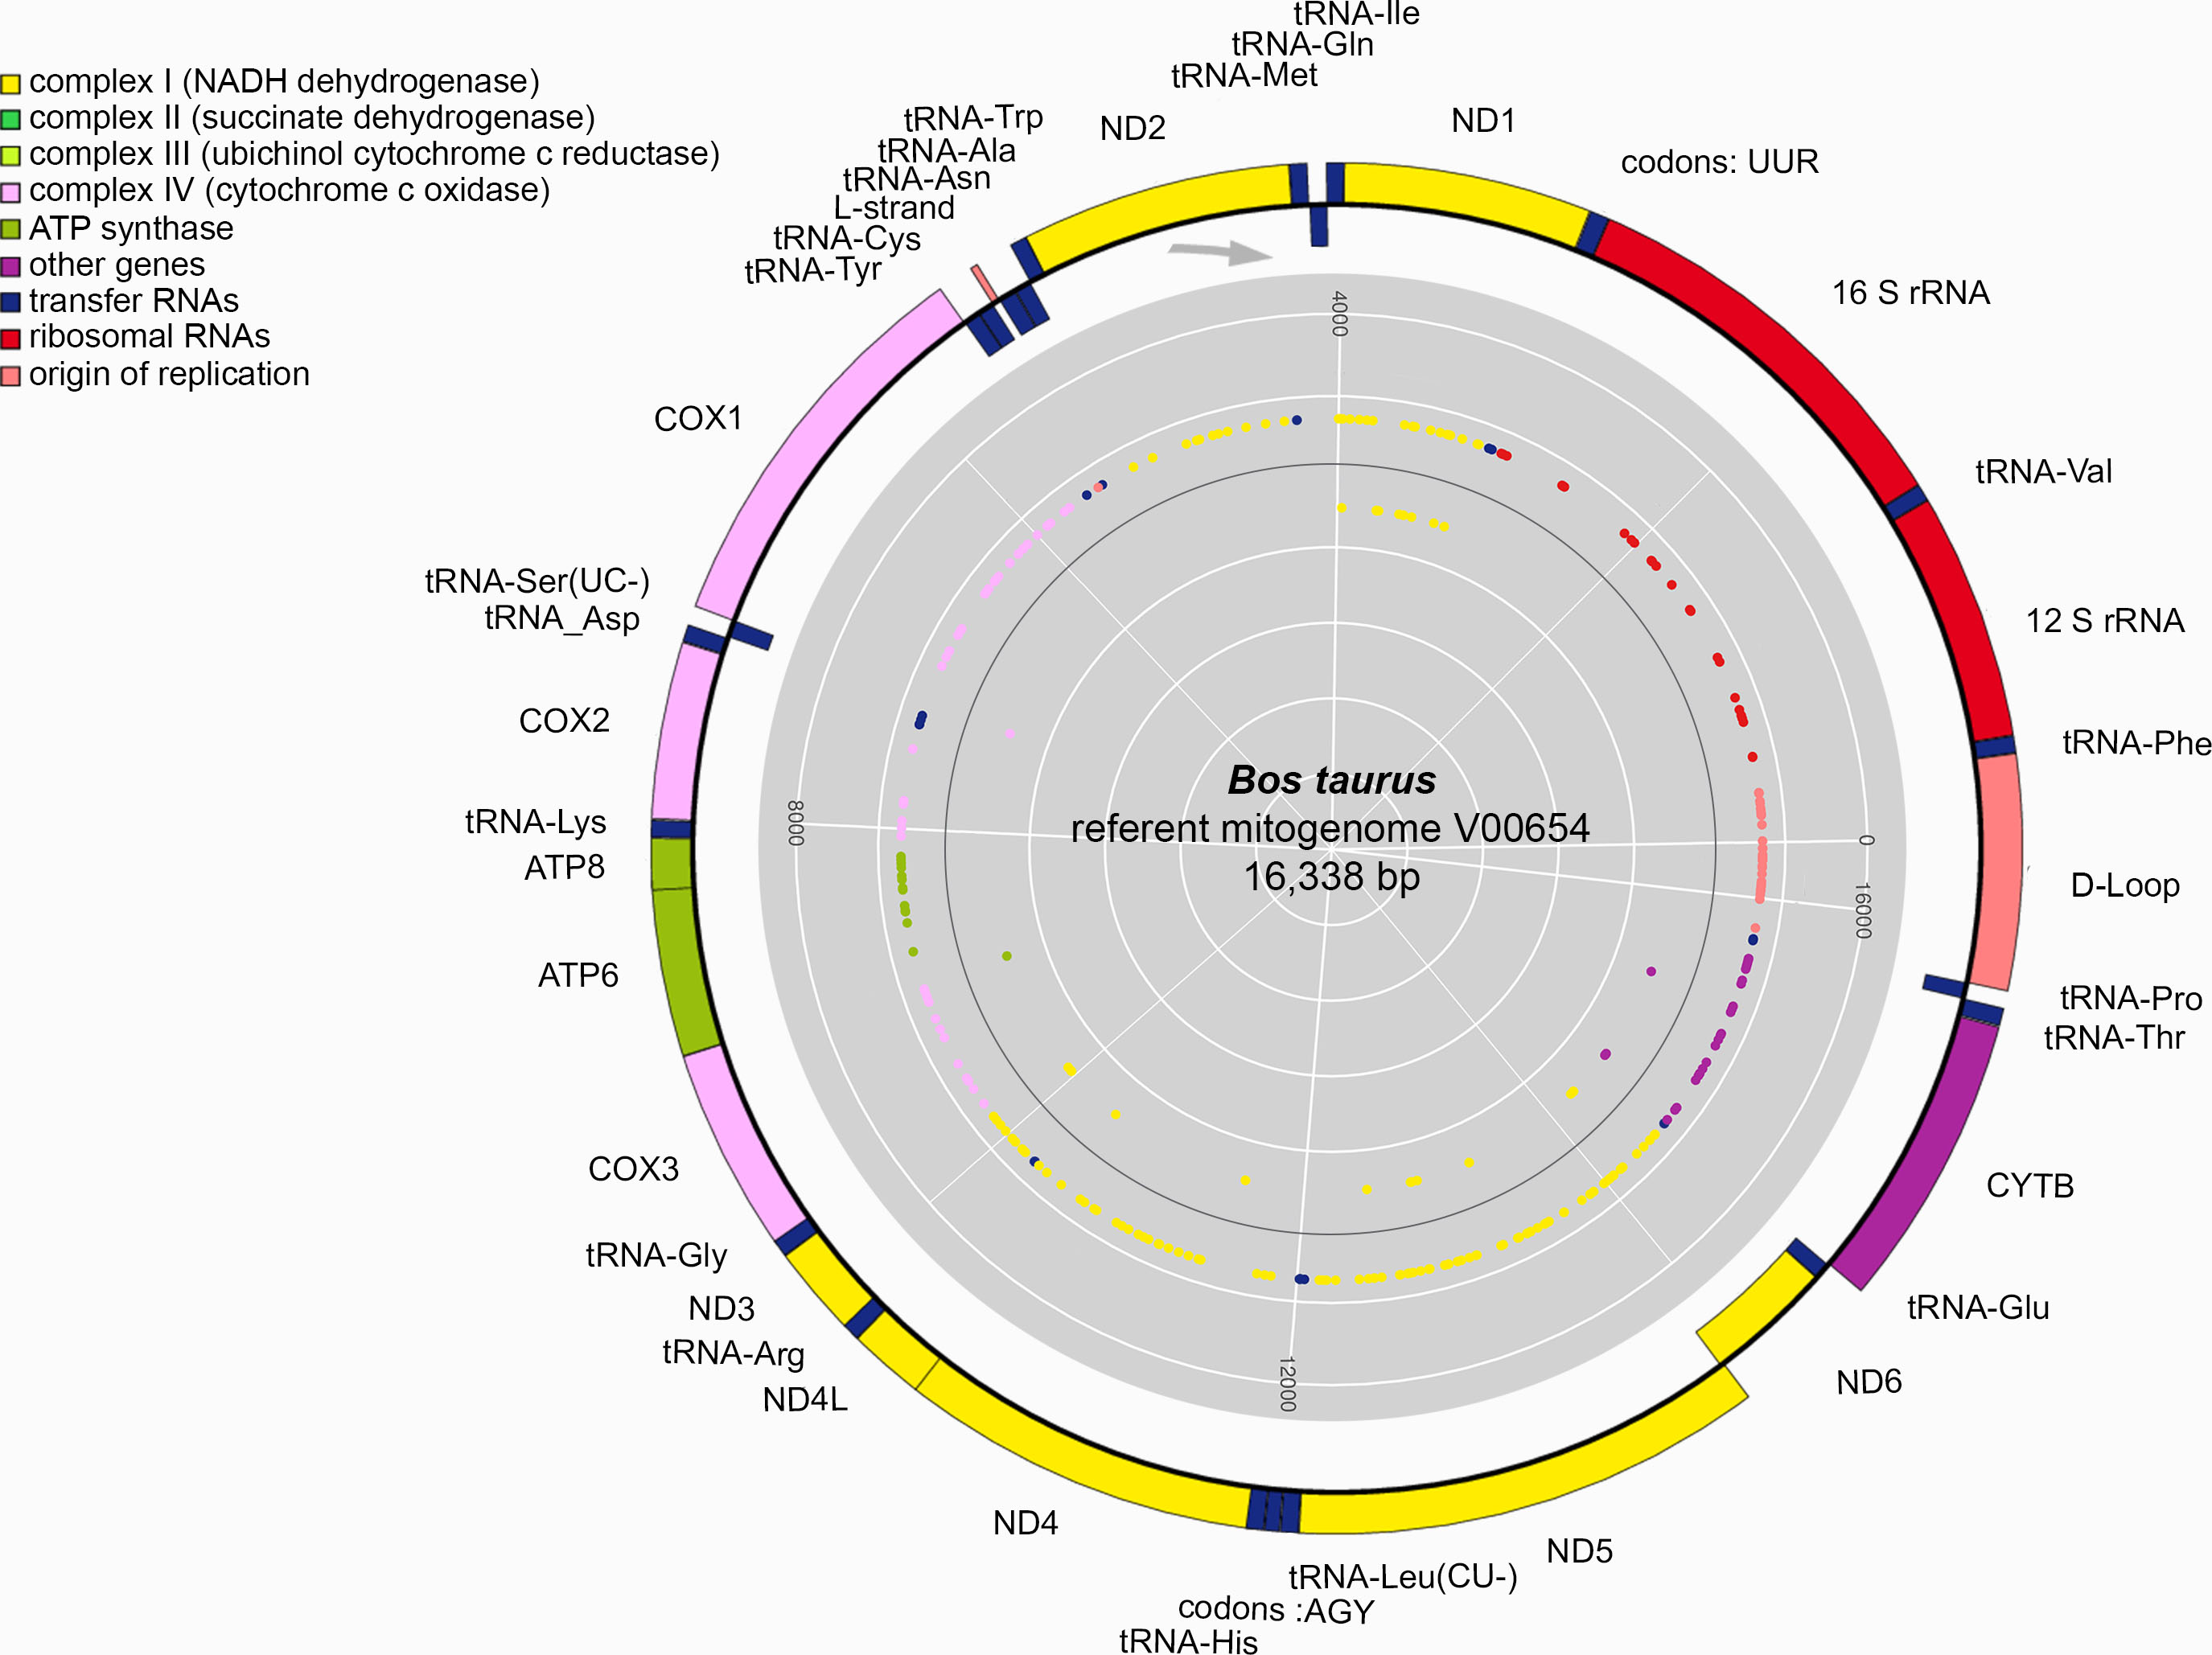 complex I (NADH dehydrogenase)
complex II (succinate dehydrogenase)
complex III (ubichinol cytochrome c reductase)
complex IV (cytochrome c oxidase)
ATP synthase
other genes
transfer RNAs
ribosomal RNAs
origin of replication
tRNA-Ile
tRNA-Gln
tRNA-Met
ND1
codons: UUR
16 S rRNA
tRNA-Val
12 S rRNA
tRNA-Phe
D-Loop
tRNA-Pro
tRNA-Thr
CYTB
tRNA-Glu
ND6
ND5
tRNA-Leu(CU-)
codons :AGY
tRNA-His
ND4
ND4L
tRNA-Arg
ND3
tRNA-Gly
COX3
ATP6
ATP8
tRNA-Lys
COX2
tRNA_Asp
tRNA-Ser(UC-)
COX1
tRNA-Tyr
tRNA-Cys
L-strand
tRNA-Asn
tRNA-Ala
tRNA-Trp
ND2
4000
0
16000
12000
8000
Bos taurus
referent mitogenome V00654
16,338 bp